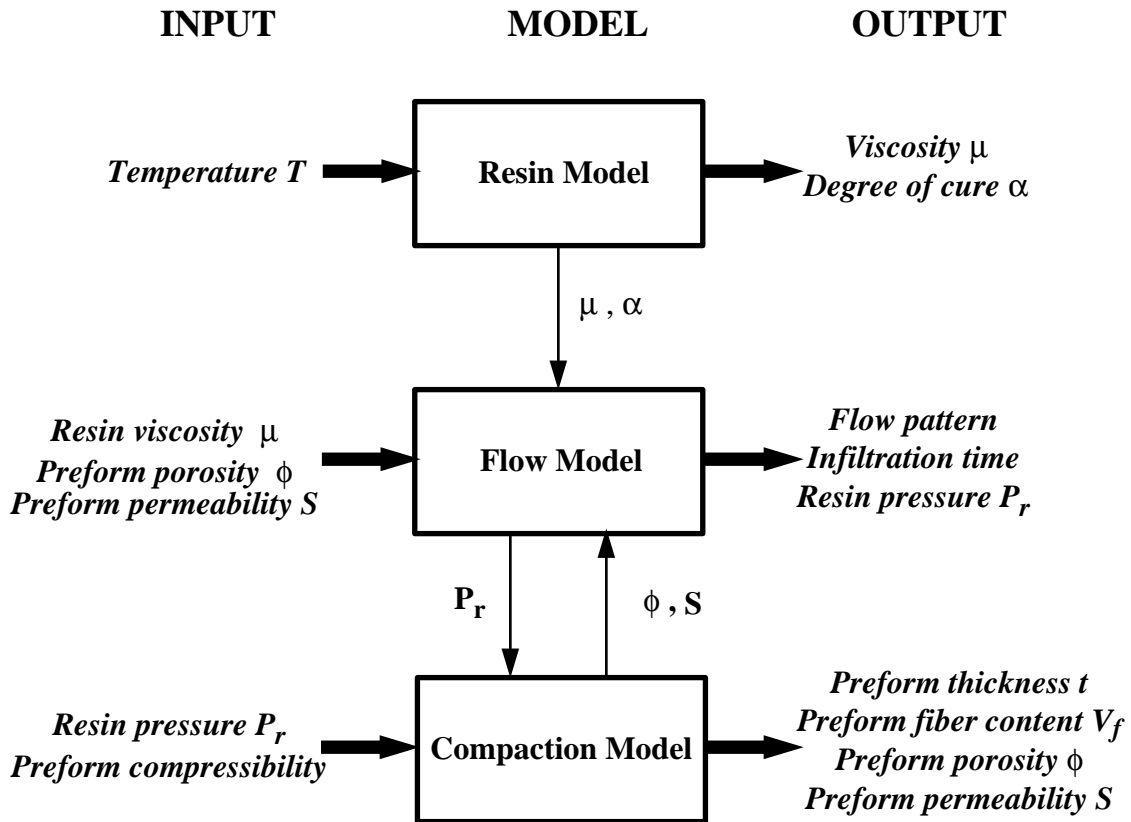 INPUT MODEL OUTPUT
Temperature T
Resin Model
Viscosity μ
Degree of cure α
μ , α
Resin viscosity μ
Preform porosity ϕ
Preform permeability S
Flow Model
Flow pattern
Infiltration time
Resin pressure Pr
Pr
ϕ , S
Resin pressure Pr
Preform compressibility
Compaction Model
Preform thickness t
Preform fiber content Vf
Preform porosity ϕ
Preform permeability S